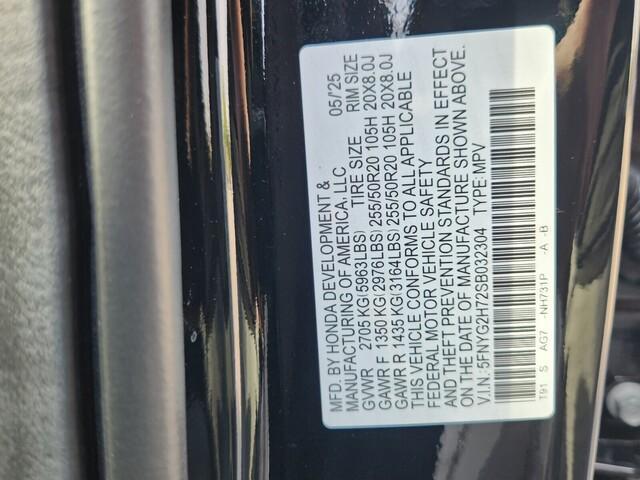 MFD. BY HONDA DEVELOPMENT &
MANUFACTURING OF AMERICA, LLC 05/'25
GVWR 2705 KG(5963LBS) TIRE SIZE RIM SIZE
GAWR F 1350 KG(2976LBS) 255/50R20 105H 20X8.0J
GAWR R 1435 KG(3164LBS) 255/50R20 105H 20X8.0J
THIS VEHICLE CONFORMS TO ALL APPLICABLE
FEDERAL MOTOR VEHICLE SAFETY
AND THEFT PREVENTION STANDARDS IN EFFECT
ON THE DATE OF MANUFACTURE SHOWN ABOVE.
V.I.N.: 5FNYG2H72SB032304 TYPE: MPV
T91 S AG7 -NH731P -A -B